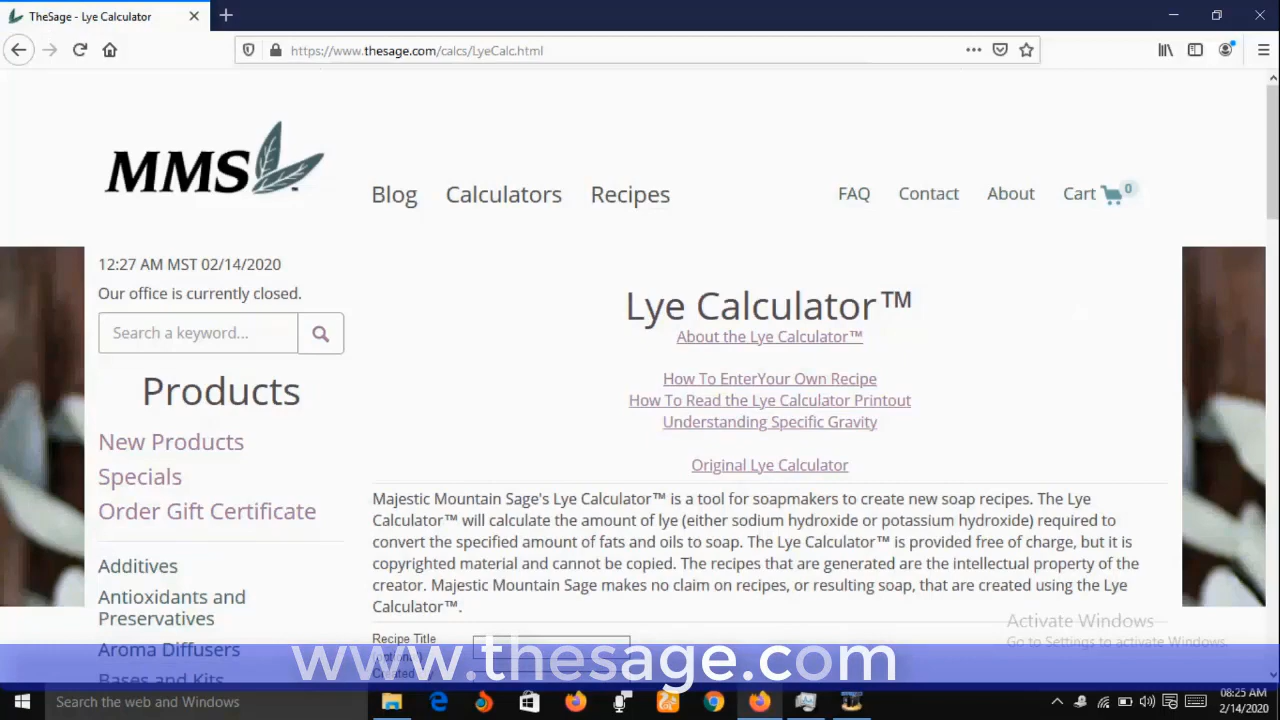 TheSage - Lye Calculator
https://www.thesage.com/calcs/LyeCalc.html
MMS
Blog Calculators Recipes
FAQ Contact About Cart 0
12:27 AM MST 02/14/2020
Our office is currently closed.
Search a keyword...
Products
New Products
Specials
Order Gift Certificate
Additives
Antioxidants and
Preservatives
Aroma Diffusers
Bases and Kits
Lye Calculator™
About the Lye Calculator™
How To EnterYour Own Recipe
How To Read the Lye Calculator Printout
Understanding Specific Gravity
Original Lye Calculator
Majestic Mountain Sage's Lye Calculator™ is a tool for soapmakers to create new soap recipes. The Lye
Calculator™ will calculate the amount of lye (either sodium hydroxide or potassium hydroxide) required to
convert the specified amount of fats and oils to soap. The Lye Calculator™ is provided free of charge, but it is
copyrighted material and cannot be copied. The recipes that are generated are the intellectual property of the
creator. Majestic Mountain Sage makes no claim on recipes, or resulting soap, that are created using the Lye
Calculator™.
Recipe Title
Activate Windows
Go to Settings to activate Windows.
www.thesage.com
Search the web and Windows
08:25 AM
2/14/2020